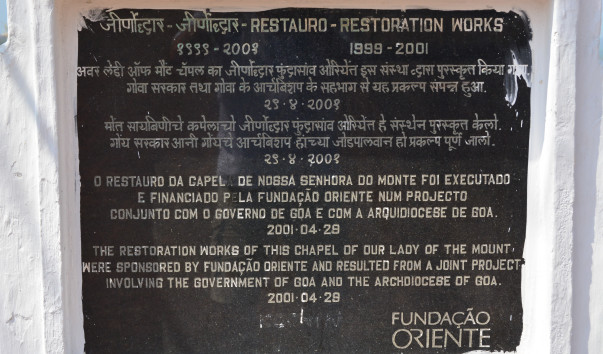 जीर्णोद्धार - जीर्णोद्धार - RESTAURO - RESTORATION WORKS
१९९९ - २००१ 1999 - 2001
अवर लेडी ऑफ मौंट चॅपल का जीर्णोद्धार फुंदासांव ओरियेंत इस संस्था द्वारा पुरस्कृत किया गया.
गोवा सरकार तथा गोवा के आर्चबिशप के सहभाग से यह प्रकल्प संपन्न हुआ.
२९·४·२००१
मोंत सायबिणीचे कपेलाचो जीर्णोद्धार फुंदासांव ओरियेंत हे संस्थेन पुरस्कृत केलो.
गोंय सरकार आनी गोंयचे आर्चबिशप हांच्या जोडपालवान हो प्रकल्प पूर्ण जालो.
२९·४·२००१
O RESTAURO DA CAPELA DE NOSSA SENHORA DO MONTE FOI EXECUTADO
E FINANCIADO PELA FUNDAÇÃO ORIENTE NUM PROJECTO
CONJUNTO COM O GOVERNO DE GOA E COM A ARQUIDIOCESE DE GOA.
2001·04·29
THE RESTORATION WORKS OF THIS CHAPEL OF OUR LADY OF THE MOUNT,
WERE SPONSORED BY FUNDAÇÃO ORIENTE AND RESULTED FROM A JOINT PROJECT
INVOLVING THE GOVERNMENT OF GOA AND THE ARCHDIOCESE OF GOA.
2001·04·29
FUNDAÇÃO
ORIENTE